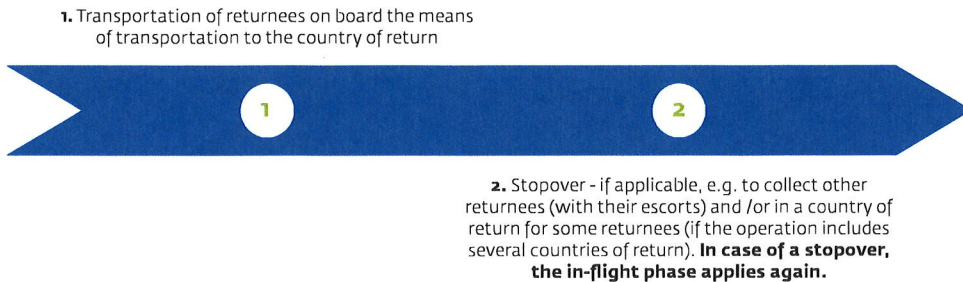 1. Transportation of returnees on board the means
of transportation to the country of return
1
2
2. Stopover - if applicable, e.g. to collect other
returnees (with their escorts) and /or in a country of
return for some returnees (if the operation includes
several countries of return). In case of a stopover,
the in-flight phase applies again.